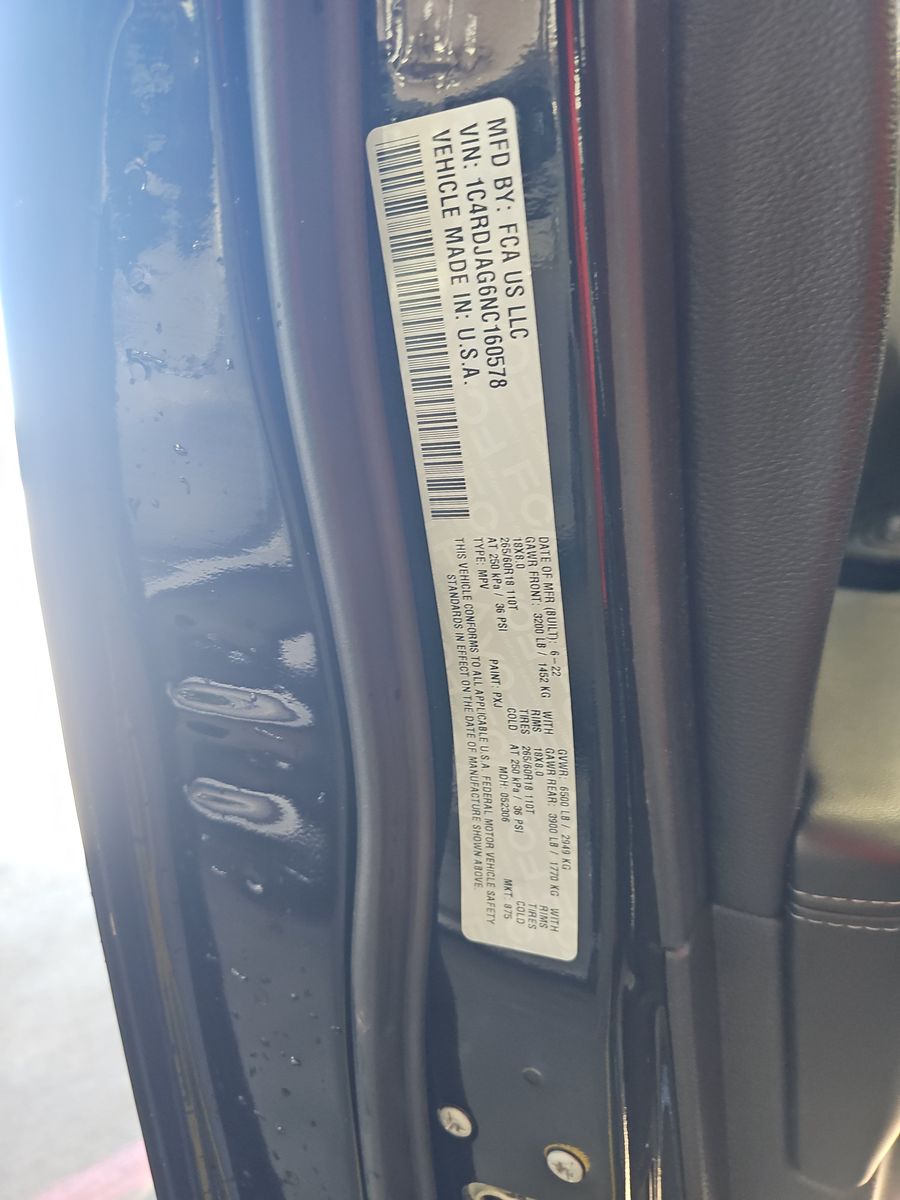 MFD BY: FCA US LLC
VIN: 1C4RDJAG6NC160578
VEHICLE MADE IN: U.S.A.
DATE OF MFR (BUILT): 6-22 GVWR: 6500 LB / 2949 KG
GAWR FRONT: 3200 LB / 1452 KG WITH GAWR REAR: 3900 LB / 1770 KG WITH
18X8.0 RIMS 18X8.0 RIMS
265/60R18 110T TIRES 265/60R18 110T TIRES
AT 250 kPa / 36 PSI COLD AT 250 kPa / 36 PSI COLD
TYPE: MPV PAINT: PXJ MDH: 052306 MKT: 875
THIS VEHICLE CONFORMS TO ALL APPLICABLE U.S.A. FEDERAL MOTOR VEHICLE SAFETY
STANDARDS IN EFFECT ON THE DATE OF MANUFACTURE SHOWN ABOVE.